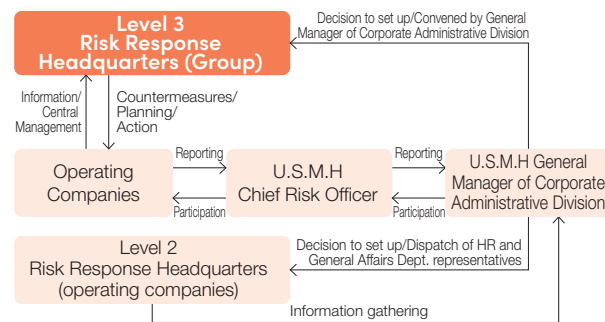 Level 3
Risk Response
Headquarters (Group)
Decision to set up/Convened by General
Manager of Corporate Administrative Division
Information/
Central
Management
Countermeasures/
Planning/
Action
Operating
Companies
Reporting
Participation
U.S.M.H
Chief Risk Officer
Reporting
Participation
U.S.M.H General
Manager of Corporate
Administrative Division
Level 2
Risk Response Headquarters
(operating companies)
Decision to set up/Dispatch of HR and
General Affairs Dept. representatives
Information gathering